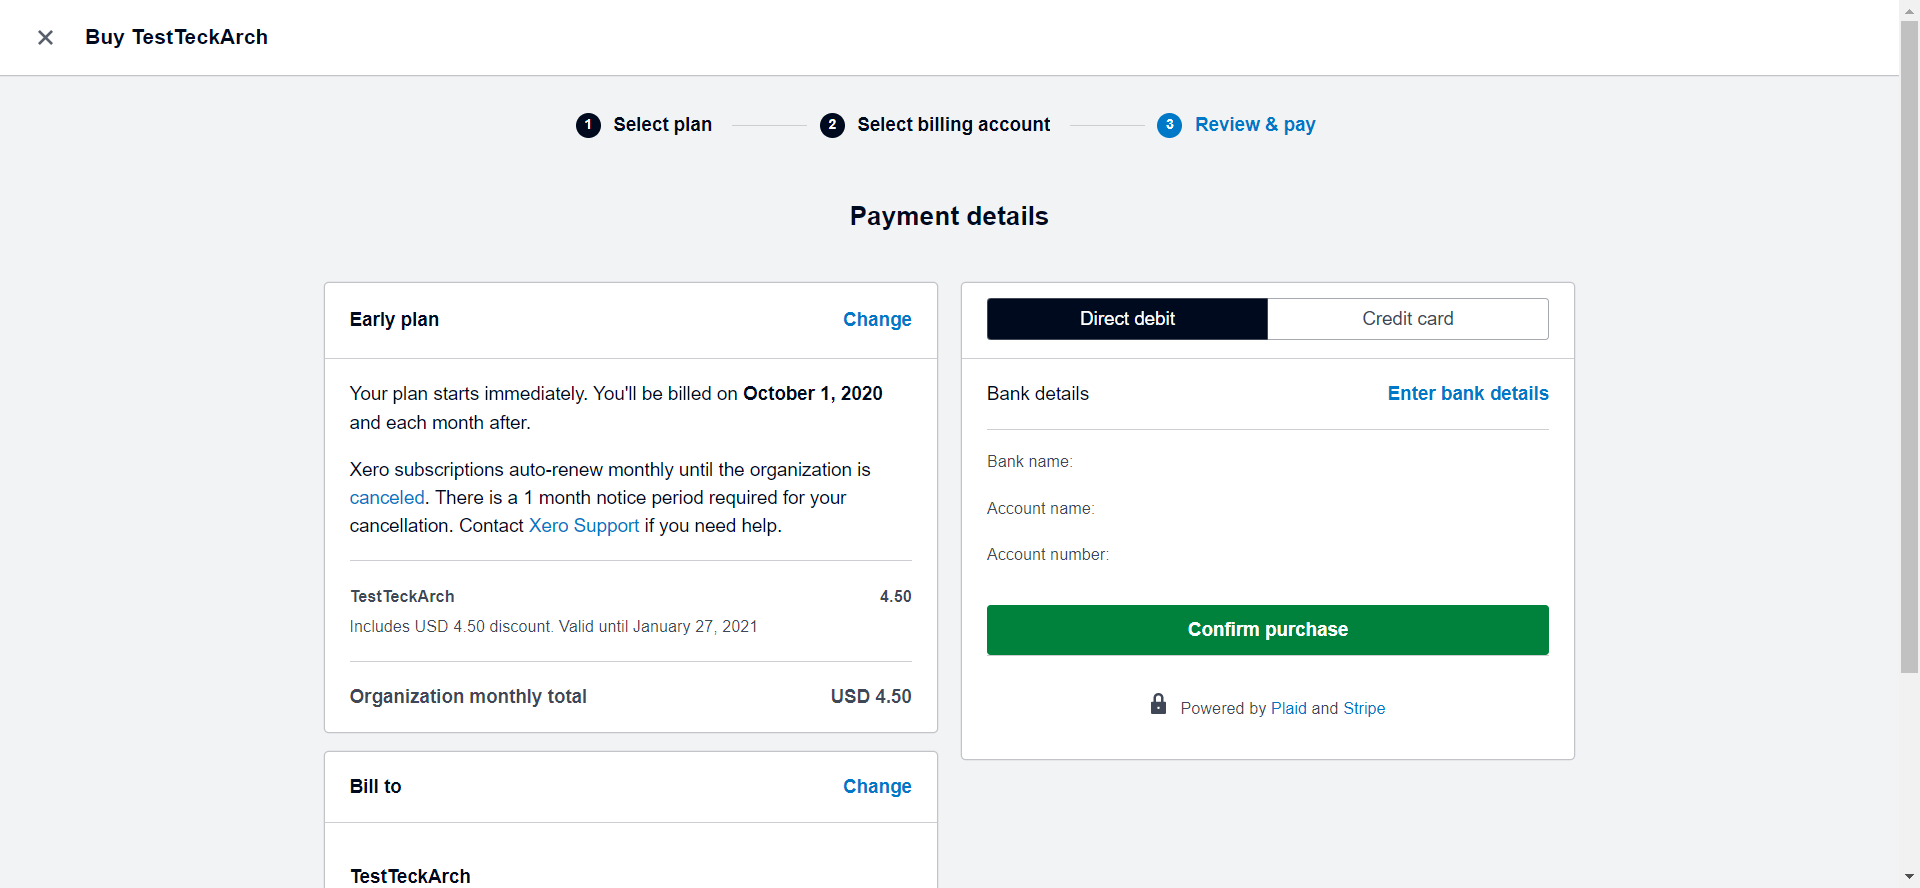 Buy TestTeckArch
1 Select plan
2 Select billing account
3 Review & pay
Payment details
Early plan
Change
Your plan starts immediately. You'll be billed on October 1, 2020
and each month after.
Xero subscriptions auto-renew monthly until the organization is
canceled. There is a 1 month notice period required for your
cancellation. Contact Xero Support if you need help.
TestTeckArch 4.50
Includes USD 4.50 discount. Valid until January 27, 2021
Organization monthly total USD 4.50
Bill to
Change
TestTeckArch
Direct debit
Credit card
Bank details
Enter bank details
Bank name:
Account name:
Account number:
Confirm purchase
Powered by Plaid and Stripe